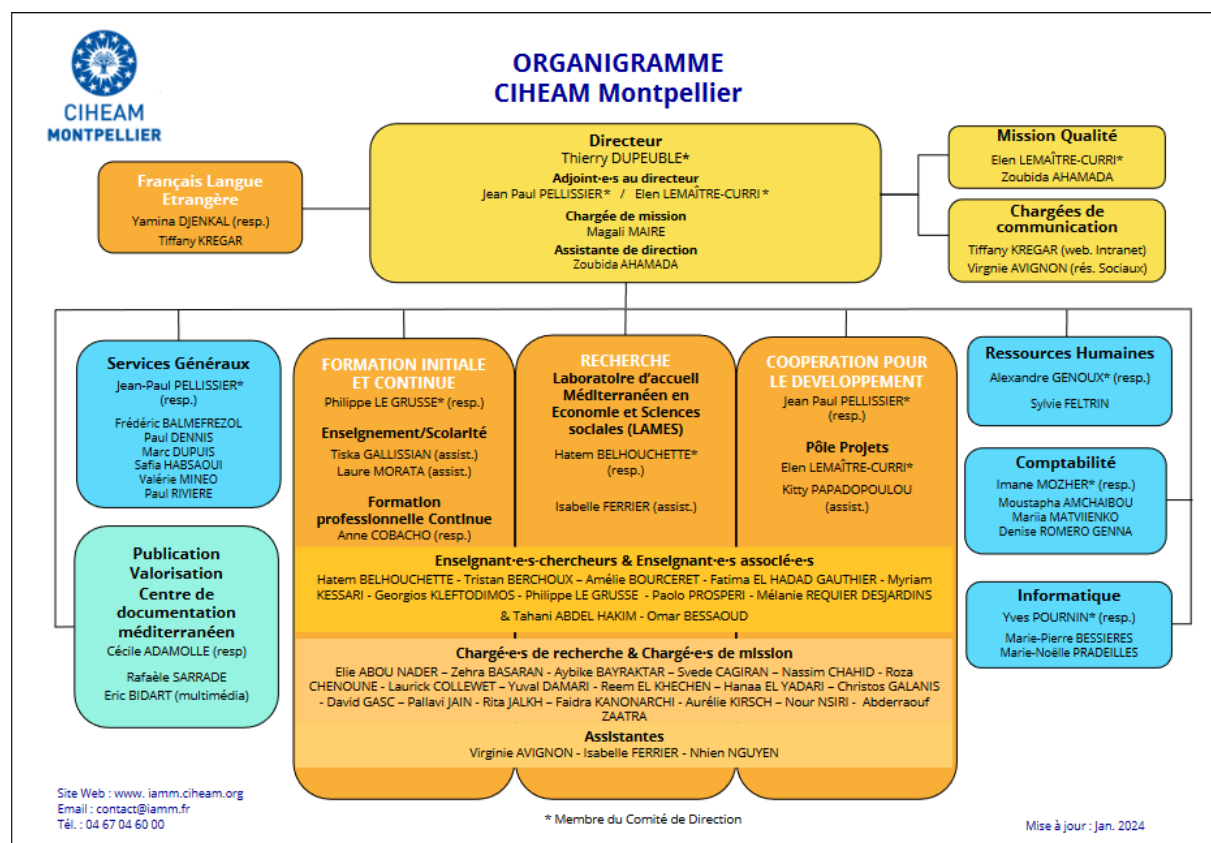 CIHEAM
MONTPELLIER
ORGANIGRAMME
CIHEAM Montpellier
Directeur
Thierry DUPEUBLE*
Adjoint·e·s au directeur
Jean Paul PELLISSIER* / Elen LEMAÎTRE-CURRI *
Chargée de mission
Magali MAIRE
Assistante de direction
Zoubida AHAMADA
Français Langue
Etrangère
Yamina DJENKAL (resp.)
Tiffany KREGAR
Mission Qualité
Elen LEMAÎTRE-CURRI*
Zoubida AHAMADA
Chargées de
communication
Tiffany KREGAR (web. Intranet)
Virgnie AVIGNON (rés. Sociaux)
Services Généraux
Jean-Paul PELLISSIER*
(resp.)
Frédéric BALMEFREZOL
Paul DENNIS
Marc DUPUIS
Safia HABSAOUI
Valérie MINEO
Paul RIVIERE
Publication
Valorisation
Centre de
documentation
méditerranéen
Cécile ADAMOLLE (resp)
Rafaèle SARRADE
Eric BIDART (multimédia)
FORMATION INITIALE
ET CONTINUE
Philippe LE GRUSSE* (resp.)
Enseignement/Scolarité
Tiska GALLISSIAN (assist.)
Laure MORATA (assist.)
Formation
professionnelle Continue
Anne COBACHO (resp.)
RECHERCHE
Laboratoire d'accueil
Méditerranéen en
Economie et Sciences
sociales (LAMES)
Hatem BELHOUCHETTE*
(resp.)
Isabelle FERRIER (assist.)
COOPERATION POUR
LE DEVELOPPEMENT
Jean Paul PELLISSIER*
(resp.)
Pôle Projets
Elen LEMAÎTRE-CURRI*
Kitty PAPADOPOULOU
(assist.)
Enseignant·e·s-chercheurs & Enseignant·e·s associé·e·s
Hatem BELHOUCHETTE - Tristan BERCHOUX – Amélie BOURCERET - Fatima EL HADAD GAUTHIER - Myriam
KESSARI - Georgios KLEFTODIMOS - Philippe LE GRUSSE - Paolo PROSPERI - Mélanie REQUIER DESJARDINS
& Tahani ABDEL HAKIM - Omar BESSAOUD
Chargé·e·s de recherche & Chargé·e·s de mission
Elie ABOU NADER – Zehra BASARAN - Aybike BAYRAKTAR – Svede CAGIRAN – Nassim CHAHID - Roza
CHENOUNE - Laurick COLLEWET – Yuval DAMARI - Reem EL KHECHEN – Hanaa EL YADARI – Christos GALANIS
- David GASC – Pallavi JAIN - Rita JALKH – Faidra KANONARCHI - Aurélie KIRSCH – Nour NSIRI - Abderraouf
ZAATRA
Assistantes
Virginie AVIGNON - Isabelle FERRIER - Nhien NGUYEN
Ressources Humaines
Alexandre GENOUX* (resp.)
Sylvie FELTRIN
Comptabilité
Imane MOZHER* (resp.)
Moustapha AMCHAIBOU
Mariia MATVIIENKO
Denise ROMERO GENNA
Informatique
Yves POURNIN* (resp.)
Marie-Pierre BESSIERES
Marie-Noëlle PRADEILLES
Site Web : www. iamm.ciheam.org
Email : contact@iamm.fr
Tél. : 04 67 04 60 00
* Membre du Comité de Direction
Mise à jour : Jan. 2024